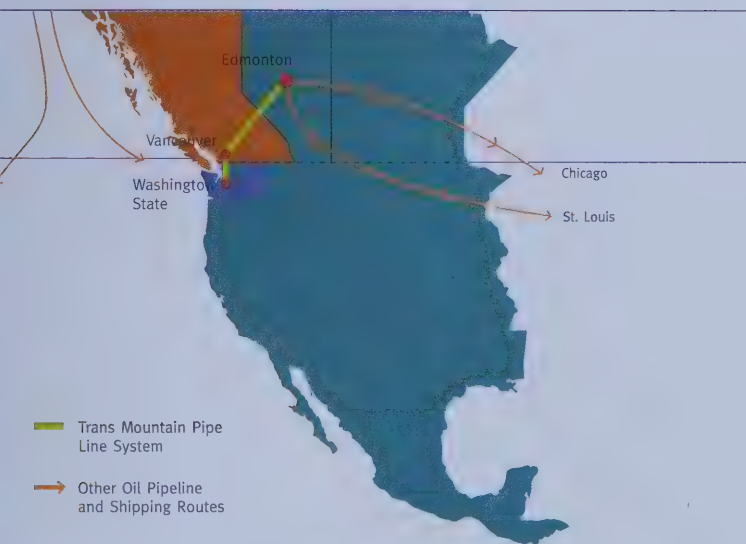 Edmonton
Vancouver
Chicago
Washington
State
St. Louis
Trans Mountain Pipe
Line System
Other Oil Pipeline
and Shipping Routes